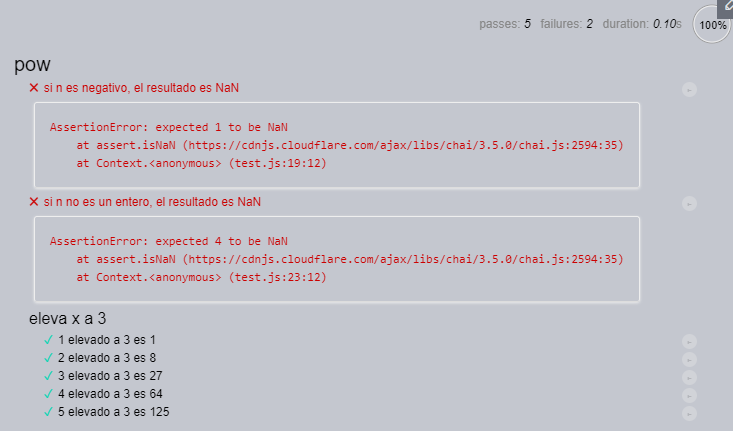 passes: 5 failures: 2 duration: 0.10s 100%
pow
✕ si n es negativo, el resultado es NaN
AssertionError: expected 1 to be NaN
at assert.isNaN (https://cdnjs.cloudflare.com/ajax/libs/chai/3.5.0/chai.js:2594:35)
at Context.<anonymous> (test.js:19:12)
✕ si n no es un entero, el resultado es NaN
AssertionError: expected 4 to be NaN
at assert.isNaN (https://cdnjs.cloudflare.com/ajax/libs/chai/3.5.0/chai.js:2594:35)
at Context.<anonymous> (test.js:23:12)
eleva x a 3
✓ 1 elevado a 3 es 1
✓ 2 elevado a 3 es 8
✓ 3 elevado a 3 es 27
✓ 4 elevado a 3 es 64
✓ 5 elevado a 3 es 125